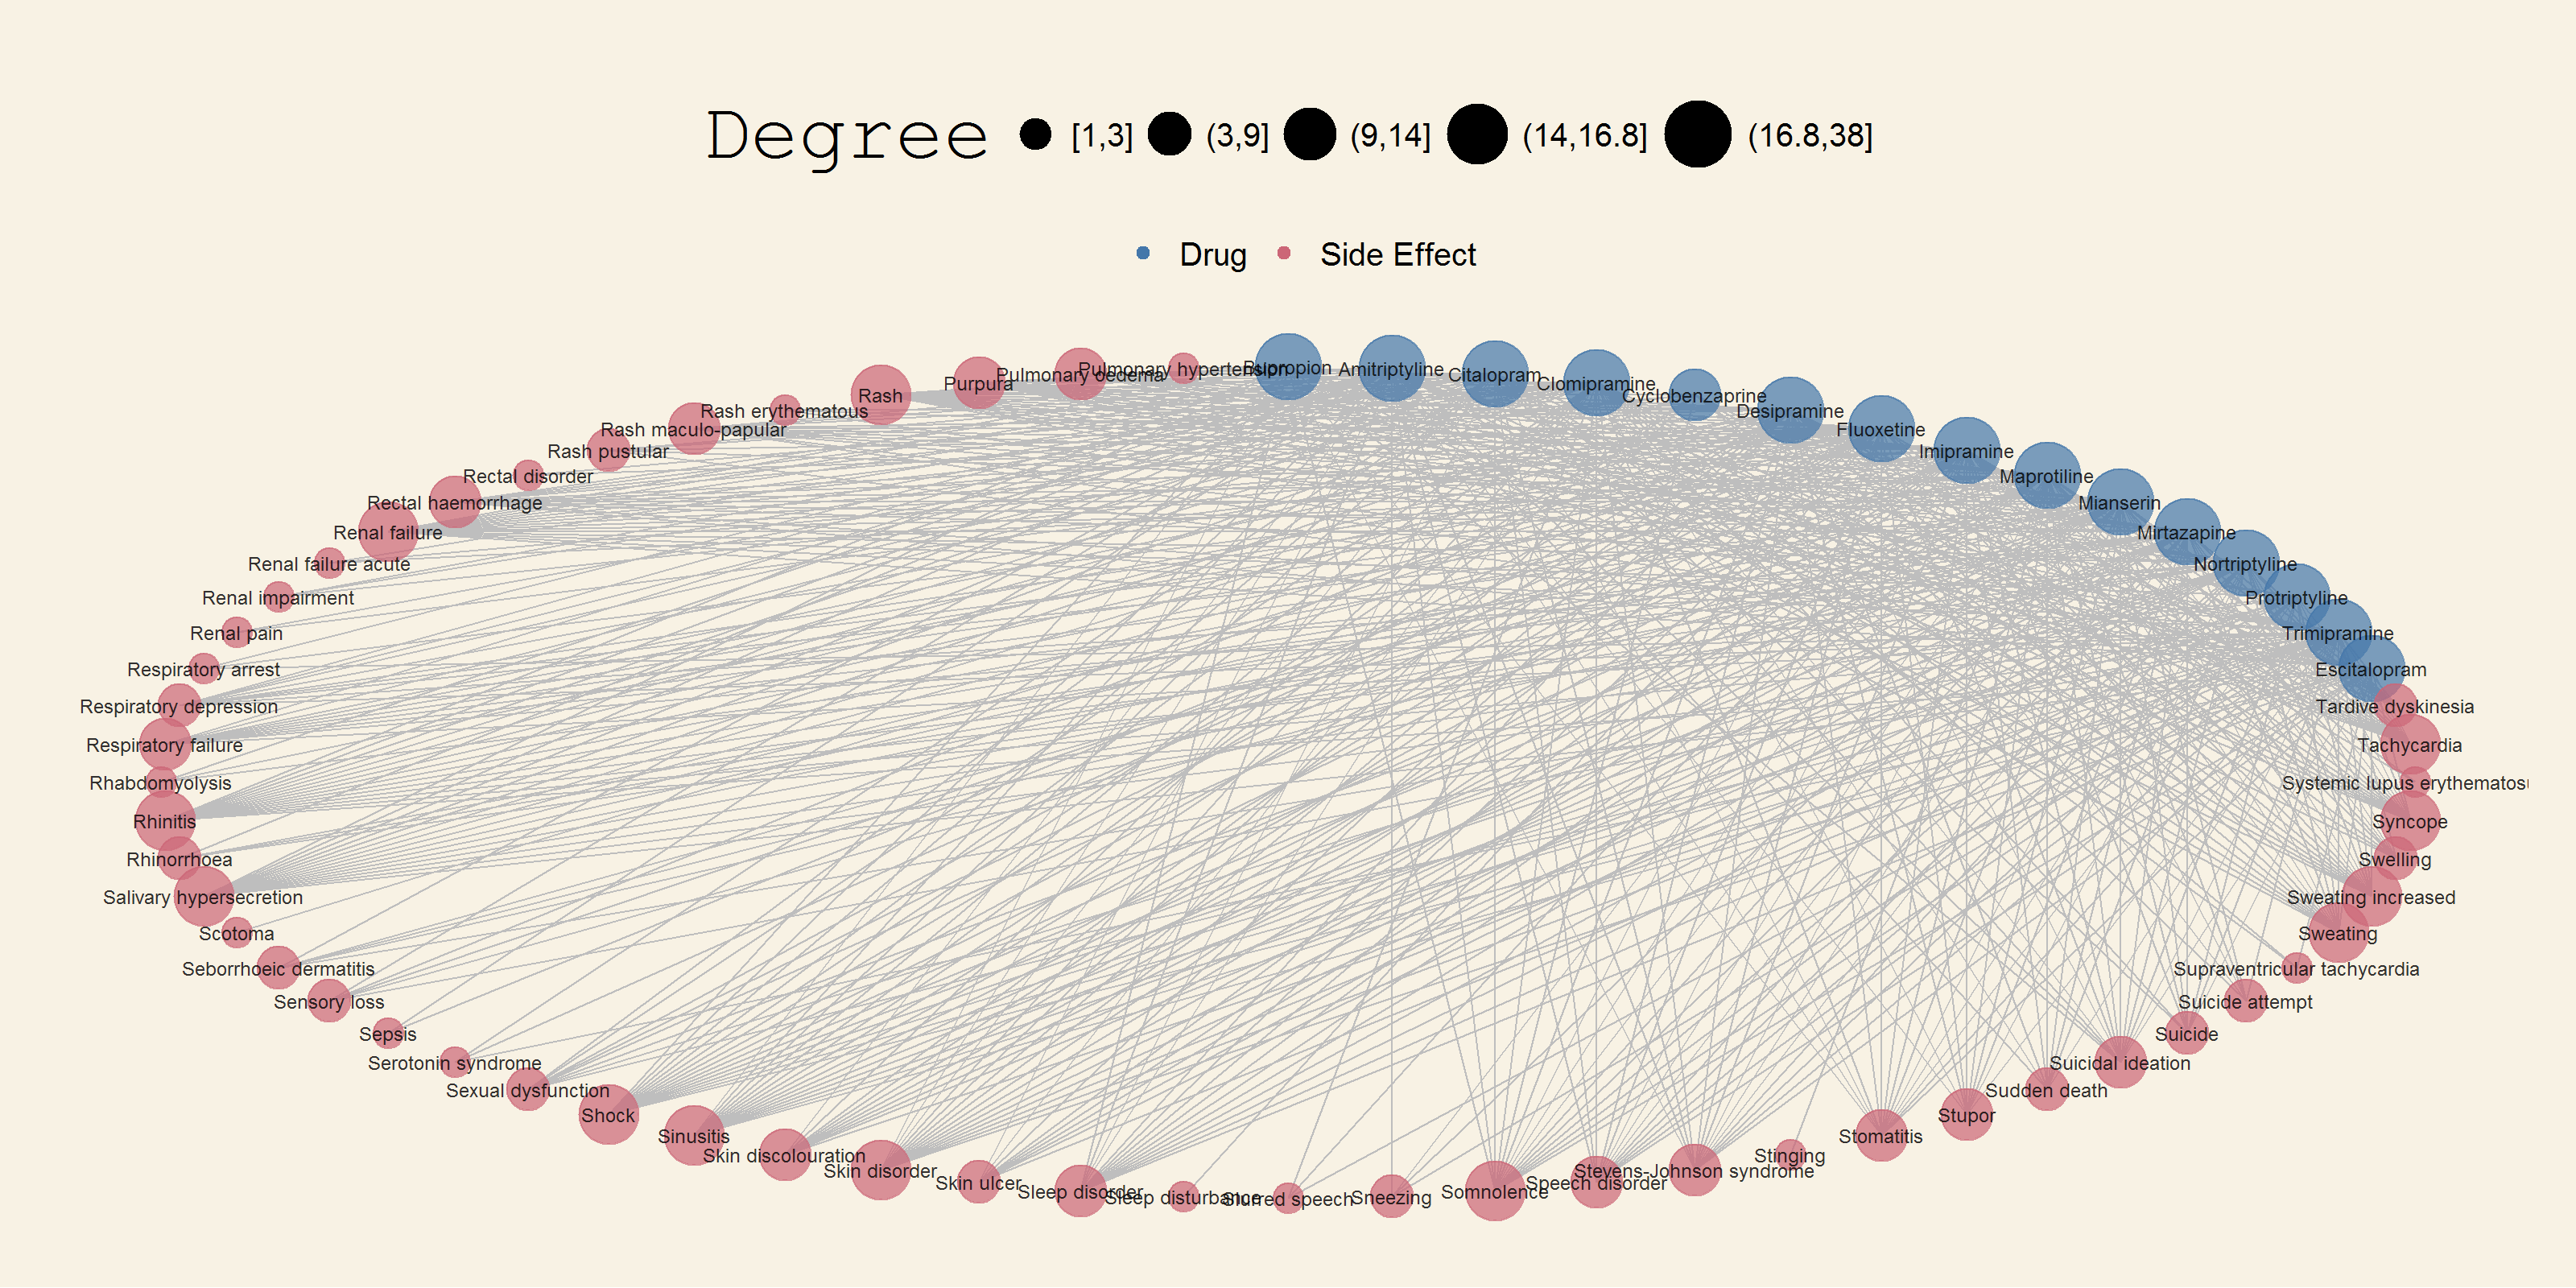 Degree [1,3] (3,9] (9,14] (14,16.8] (16.8,38]
Drug Side Effect
Bupropion
Amitriptyline
Citalopram
Clomipramine
Cyclobenzaprine
Desipramine
Fluoxetine
Imipramine
Maprotiline
Mianserin
Mirtazapine
Nortriptyline
Protriptyline
Trimipramine
Escitalopram
Tardive dyskinesia
Tachycardia
Systemic lupus erythematos
Syncope
Swelling
Sweating increased
Sweating
Supraventricular tachycardia
Suicide attempt
Suicide
Suicidal ideation
Sudden death
Stupor
Stomatitis
Stinging
Stevens-Johnson syndrome
Speech disorder
Somnolence
Sneezing
Slurred speech
Sleep disturbance
Sleep disorder
Skin ulcer
Skin disorder
Skin discolouration
Sinusitis
Shock
Sexual dysfunction
Serotonin syndrome
Sepsis
Sensory loss
Seborrhoeic dermatitis
Scotoma
Salivary hypersecretion
Rhinorrhoea
Rhinitis
Rhabdomyolysis
Respiratory failure
Respiratory depression
Respiratory arrest
Renal pain
Renal impairment
Renal failure acute
Renal failure
Rectal haemorrhage
Rectal disorder
Rash pustular
Rash maculo-papular
Rash erythematous
Rash
Purpura
Pulmonary oedema
Pulmonary hypertension